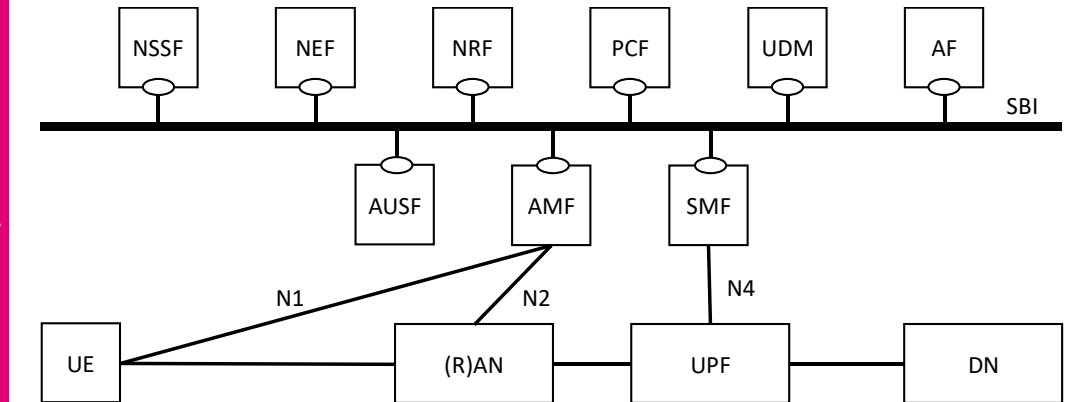 NSSF
NEF
NRF
PCF
UDM
AF
SBI
AUSF
AMF
SMF
N1
N2
N4
UE
(R)AN
UPF
DN